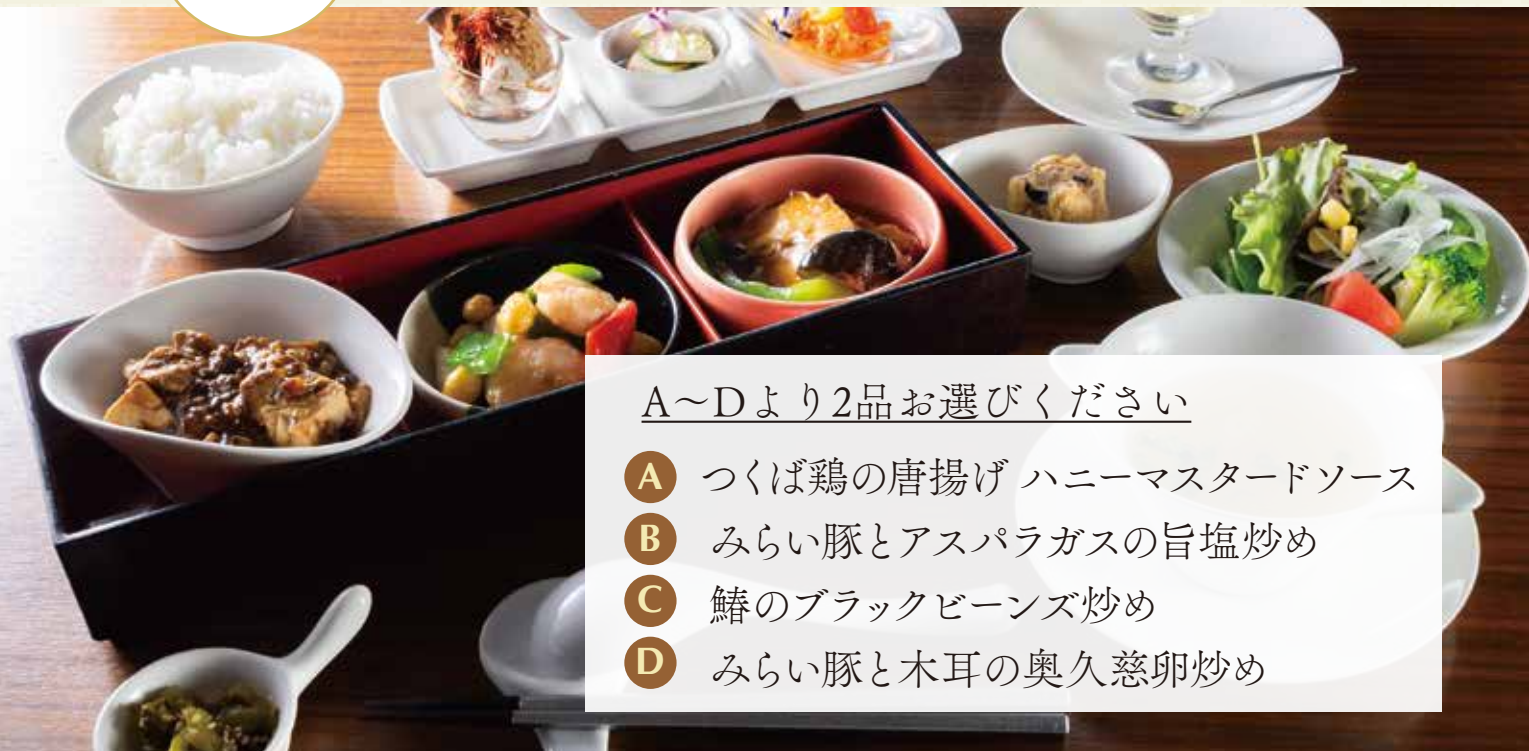 A～Dより2品お選びください
A つくば鶏の唐揚げ ハニーマスタードソース
B みらい豚とアスパラガスの旨塩炒め
C 鰆のブラックビーンズ炒め
D みらい豚と木耳の奥久慈卵炒め